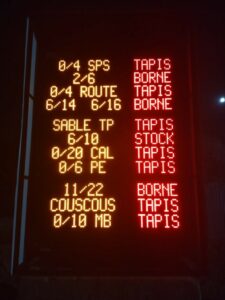 0/4 SPS TAPIS
2/6 BORNE
0/4 ROUTE TAPIS
6/14 6/16 BORNE
SABLE TP TAPIS
6/10 STOCK
0/20 CAL TAPIS
0/6 PE TAPIS
11/22 BORNE
COUSCOUS TAPIS
0/10 MB TAPIS